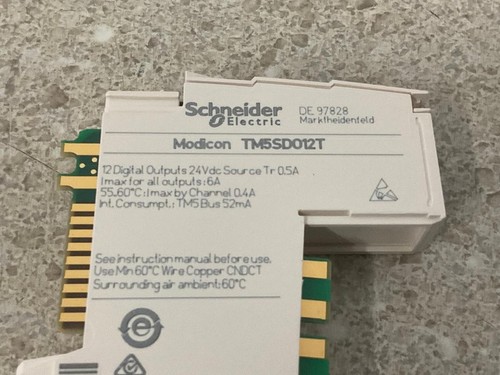 Schneider
Electric
DE 97828
Marktheidenfeld
Modicon TM5SDO12T
12 Digital Outputs 24Vdc Source Tr 0.5A
I max for all outputs : 6A
55..60°C : I max by Channel 0.4A
Int. Consumpt.: TM5 Bus 52mA
See instruction manual before use.
Use Min 60°C Wire Copper CNDCT
Surrounding air ambient: 60°C